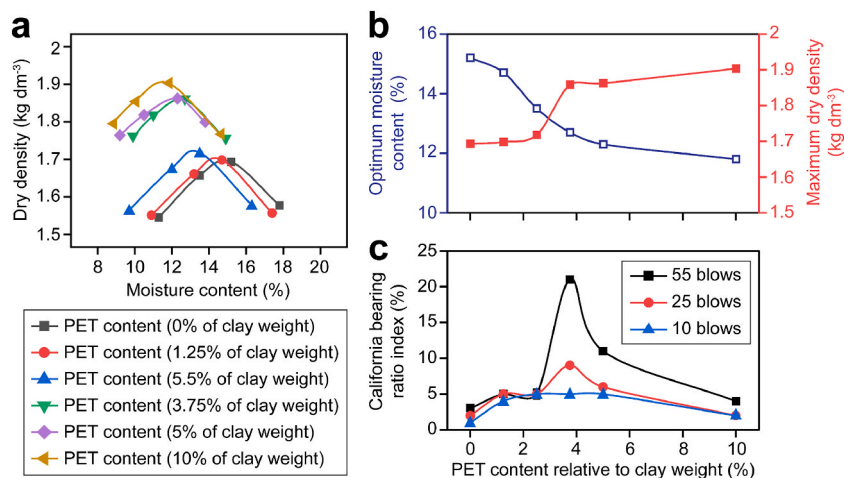 a
2
1.9
1.8
1.7
1.6
1.5
Dry density (kg dm-3)
8 10 12 14 16 18 20
Moisture content (%)
PET content (0% of clay weight)
PET content (1.25% of clay weight)
PET content (5.5% of clay weight)
PET content (3.75% of clay weight)
PET content (5% of clay weight)
PET content (10% of clay weight)
b
16
14
12
10
Optimum moisture
content (%)
2
1.9
1.8
1.7
1.6
1.5
Maximum dry density
(kg dm-3)
c
25
20
15
10
5
0
California bearing
ratio index (%)
55 blows
25 blows
10 blows
0 2 4 6 8 10
PET content relative to clay weight (%)